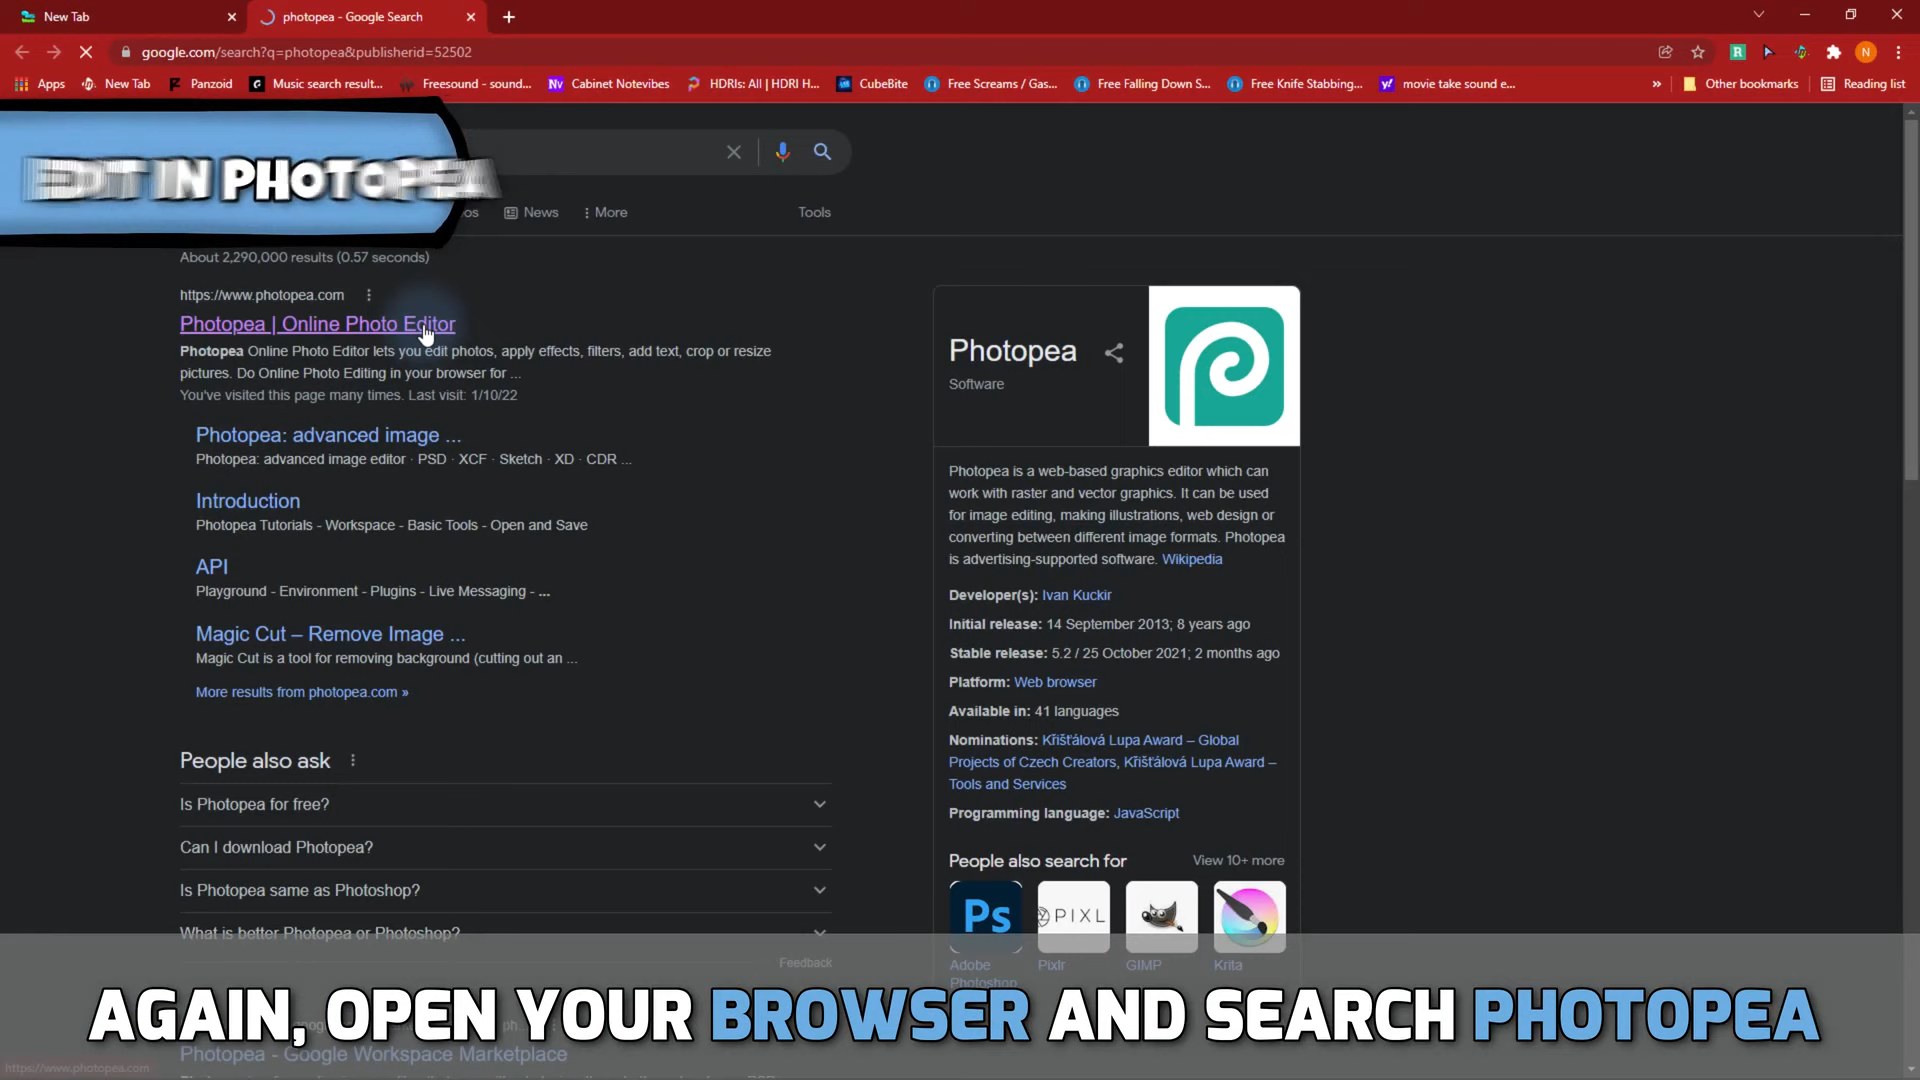 New Tab
photopea - Google Search
google.com/search?q=photopea&publisherid=52502
N
Apps
New Tab
Panzoid
Music search result...
Freesound - sound...
Cabinet Notevibes
HDRIs: All | HDRI H...
CubeBite
Free Screams / Gas...
Free Falling Down S...
Free Knife Stabbing...
movie take sound e...
Other bookmarks
Reading list
EDIT IN PHOTOPEA
News
More
Tools
About 2,290,000 results (0.57 seconds)
https://www.photopea.com
Photopea | Online Photo Editor
Photopea Online Photo Editor lets you edit photos, apply effects, filters, add text, crop or resize
pictures. Do Online Photo Editing in your browser for ...
You've visited this page many times. Last visit: 1/10/22
Photopea: advanced image ...
Photopea: advanced image editor · PSD · XCF · Sketch · XD · CDR ...
Introduction
Photopea Tutorials - Workspace - Basic Tools - Open and Save
API
Playground - Environment - Plugins - Live Messaging - ...
Magic Cut – Remove Image ...
Magic Cut is a tool for removing background (cutting out an ...
More results from photopea.com »
People also ask
Is Photopea for free?
Can I download Photopea?
Is Photopea same as Photoshop?
What is better Photopea or Photoshop?
Feedback
Photopea
Software
Photopea is a web-based graphics editor which can
work with raster and vector graphics. It can be used
for image editing, making illustrations, web design or
converting between different image formats. Photopea
is advertising-supported software. Wikipedia
Developer(s): Ivan Kuckir
Initial release: 14 September 2013; 8 years ago
Stable release: 5.2 / 25 October 2021; 2 months ago
Platform: Web browser
Available in: 41 languages
Nominations: Křišťálová Lupa Award – Global
Projects of Czech Creators, Křišťálová Lupa Award –
Tools and Services
Programming language: JavaScript
People also search for
View 10+ more
Ps
PIXL
Adobe
Photoshop
Pixlr
GIMP
Krita
AGAIN, OPEN YOUR BROWSER AND SEARCH PHOTOPEA
Photopea - Google Workspace Marketplace
https://www.photopea.com